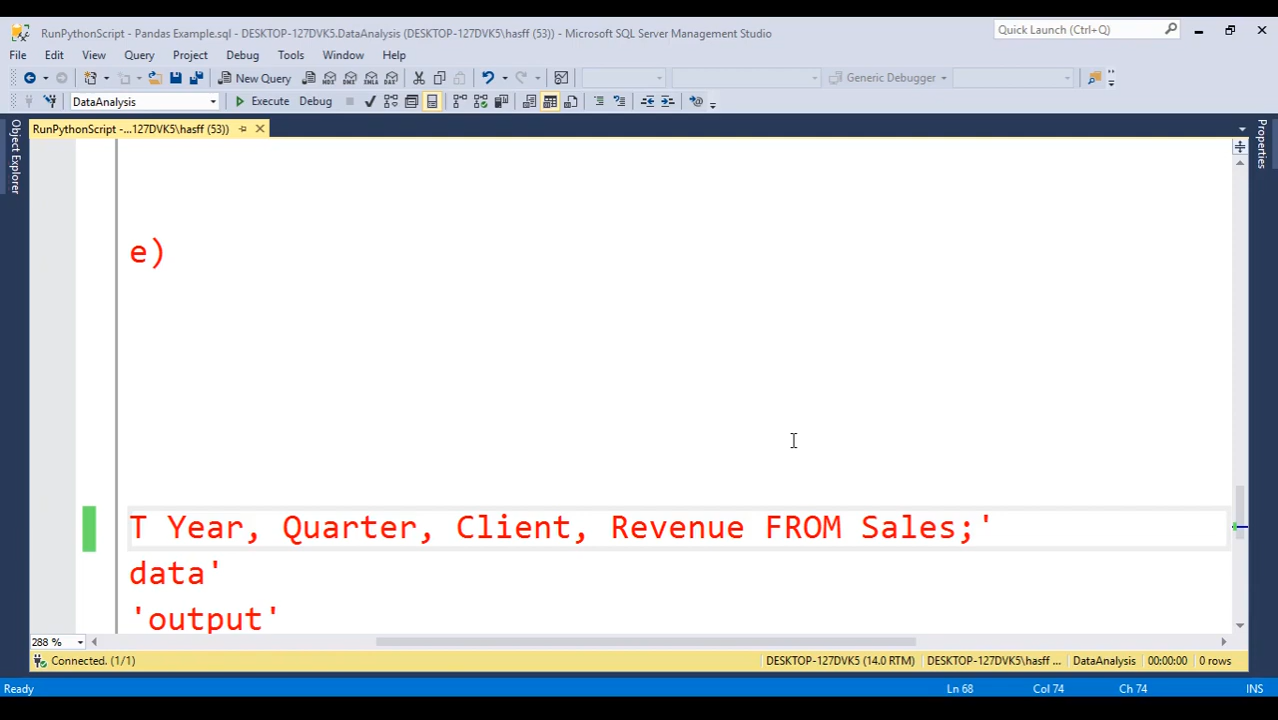 RunPythonScript - Pandas Example.sql - DESKTOP-127DVK5.DataAnalysis (DESKTOP-127DVK5\hasff (53)) - Microsoft SQL Server Management Studio
Quick Launch (Ctrl+Q)
File Edit View Query Project Debug Tools Window Help
New Query
Generic Debugger
DataAnalysis
Execute Debug
RunPythonScript -...127DVK5\hasff (53))
Object Explorer
Properties
e)
T Year, Quarter, Client, Revenue FROM Sales;'
data'
'output'
288 %
Connected. (1/1)
DESKTOP-127DVK5 (14.0 RTM) DESKTOP-127DVK5\hasff ... DataAnalysis 00:00:00 0 rows
Ready
Ln 68 Col 74 Ch 74 INS